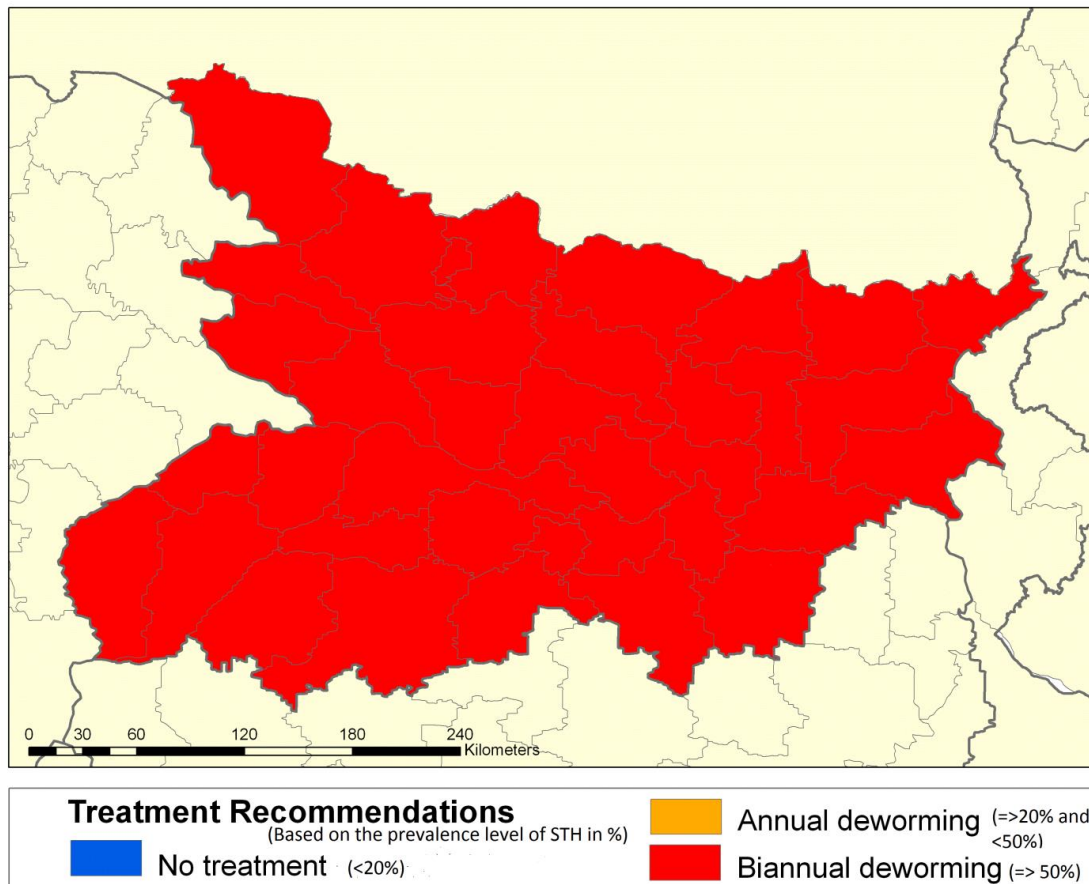 0 30 60 120 180 240
Kilometers
Treatment Recommendations
(Based on the prevalence level of STH in %)
No treatment (<20%)
Annual deworming (=>20% and
<50%)
Biannual deworming (=> 50%)